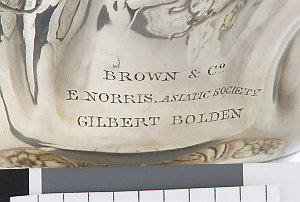 BROWN & Co
E. NORRIS, ASIATIC SOCIETY
GILBERT BOLDEN